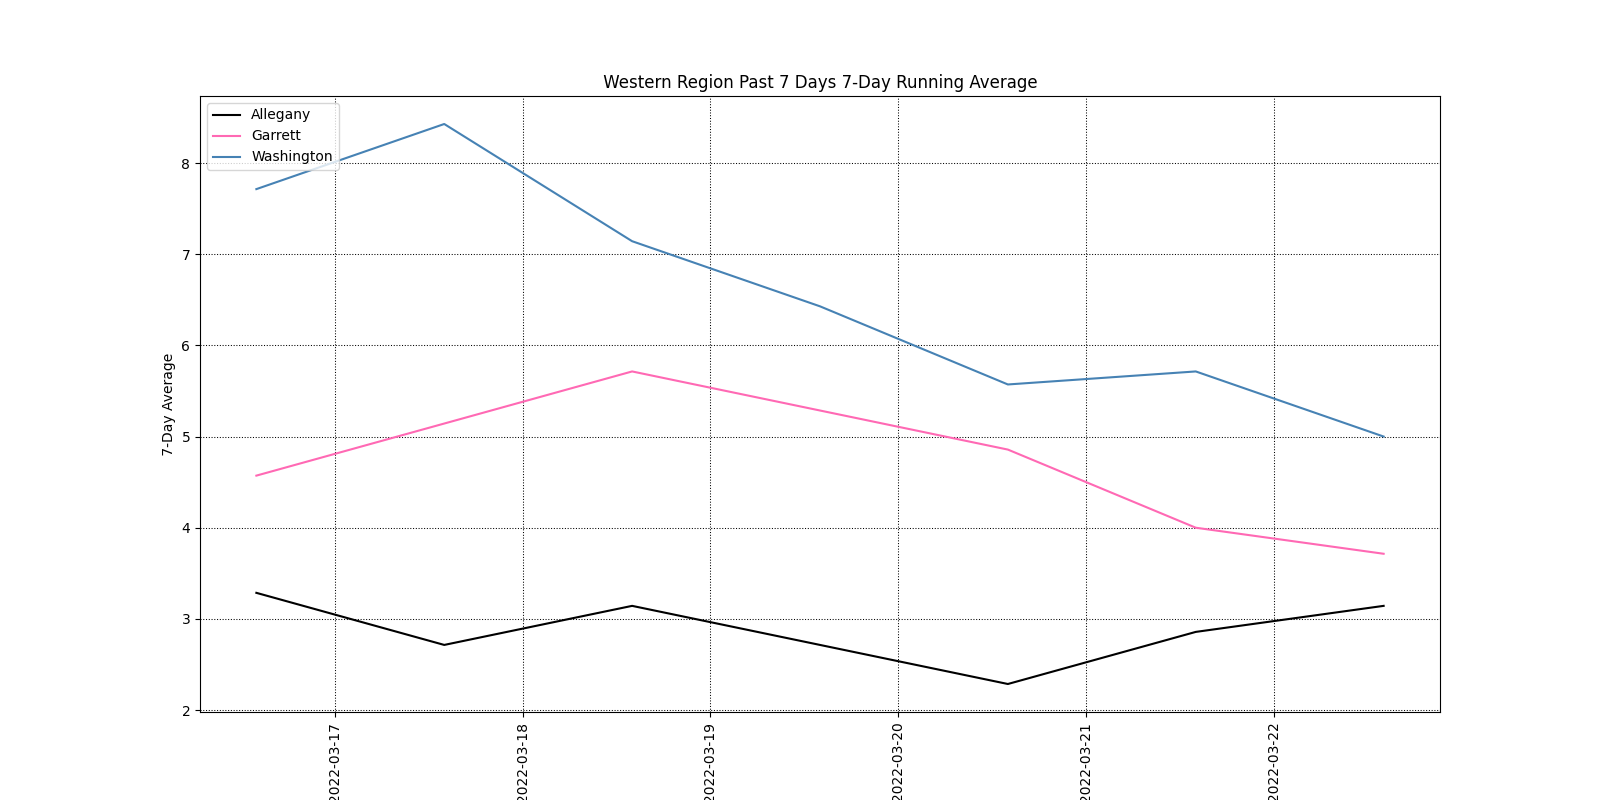 Western Region Past 7 Days 7-Day Running Average
Allegany
Garrett
Washington
7-Day Average
8
7
6
5
4
3
2
2022-03-17
2022-03-18
2022-03-19
2022-03-20
2022-03-21
2022-03-22